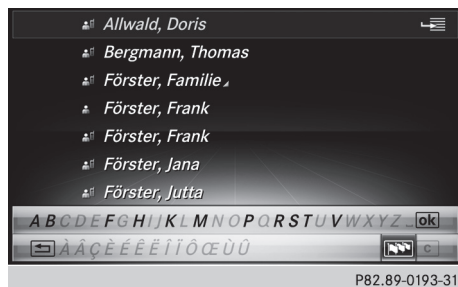 Allwald, Doris
Bergmann, Thomas
Förster, Familie
Förster, Frank
Förster, Frank
Förster, Jana
Förster, Jutta
A B C D E F G H I J K L M N O P Q R S T U V W X Y Z _ ok
À Â Ç È É Ê Ë Î Ï Ô Œ Ù Û c
P82.89-0193-31